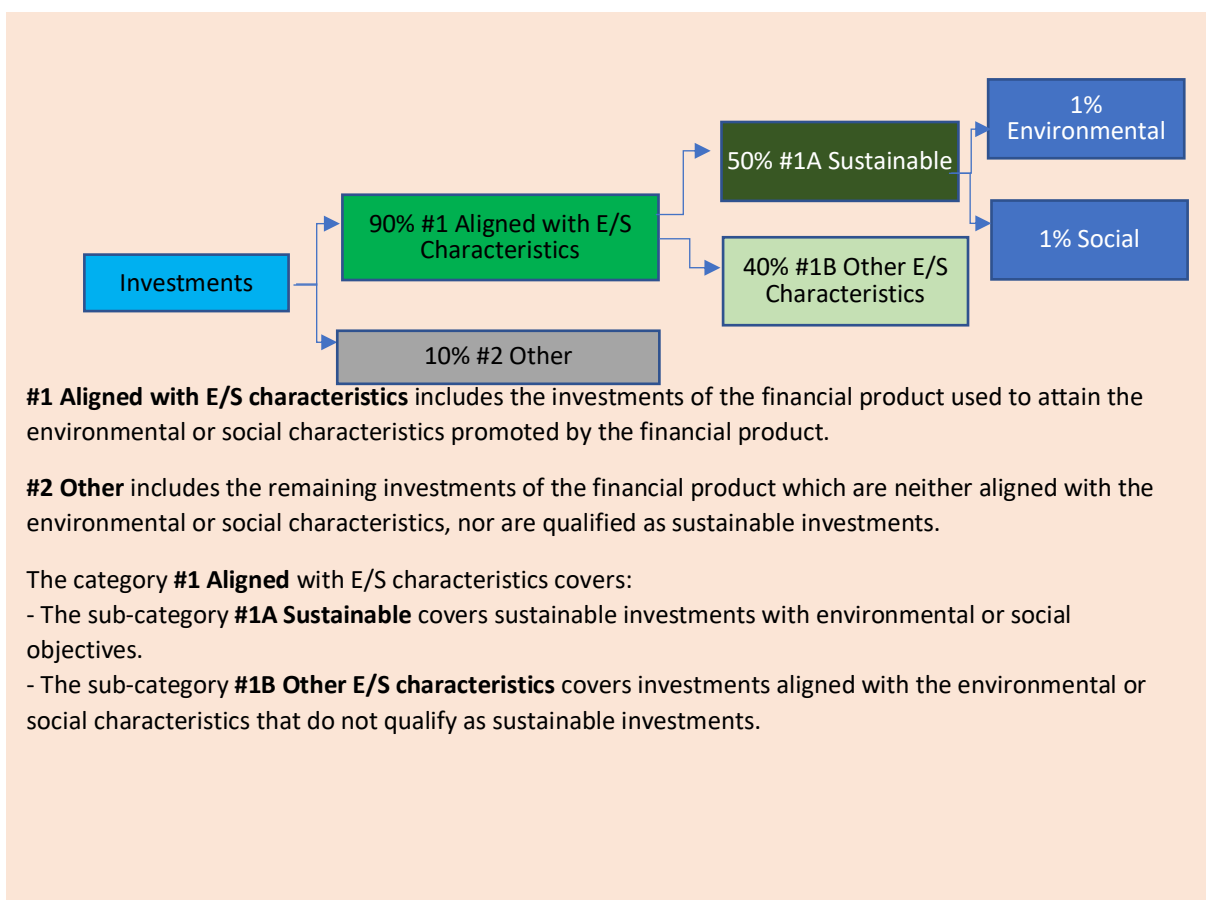 1%
Environmental
50% #1A Sustainable
90% #1 Aligned with E/S
Characteristics
1% Social
40% #1B Other E/S
Characteristics
Investments
10% #2 Other
#1 Aligned with E/S characteristics includes the investments of the financial product used to attain the
environmental or social characteristics promoted by the financial product.
#2 Other includes the remaining investments of the financial product which are neither aligned with the
environmental or social characteristics, nor are qualified as sustainable investments.
The category #1 Aligned with E/S characteristics covers:
- The sub-category #1A Sustainable covers sustainable investments with environmental or social
objectives.
- The sub-category #1B Other E/S characteristics covers investments aligned with the environmental or
social characteristics that do not qualify as sustainable investments.